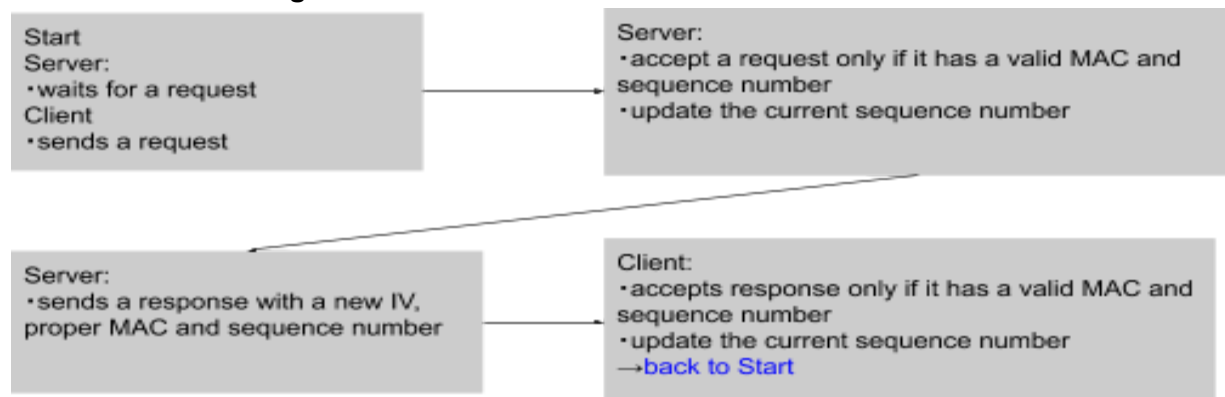 Start
Server:
•waits for a request
Client
•sends a request
Server:
•accept a request only if it has a valid MAC and
sequence number
•update the current sequence number
Server:
•sends a response with a new IV,
proper MAC and sequence number
Client:
•accepts response only if it has a valid MAC and
sequence number
•update the current sequence number
→back to Start